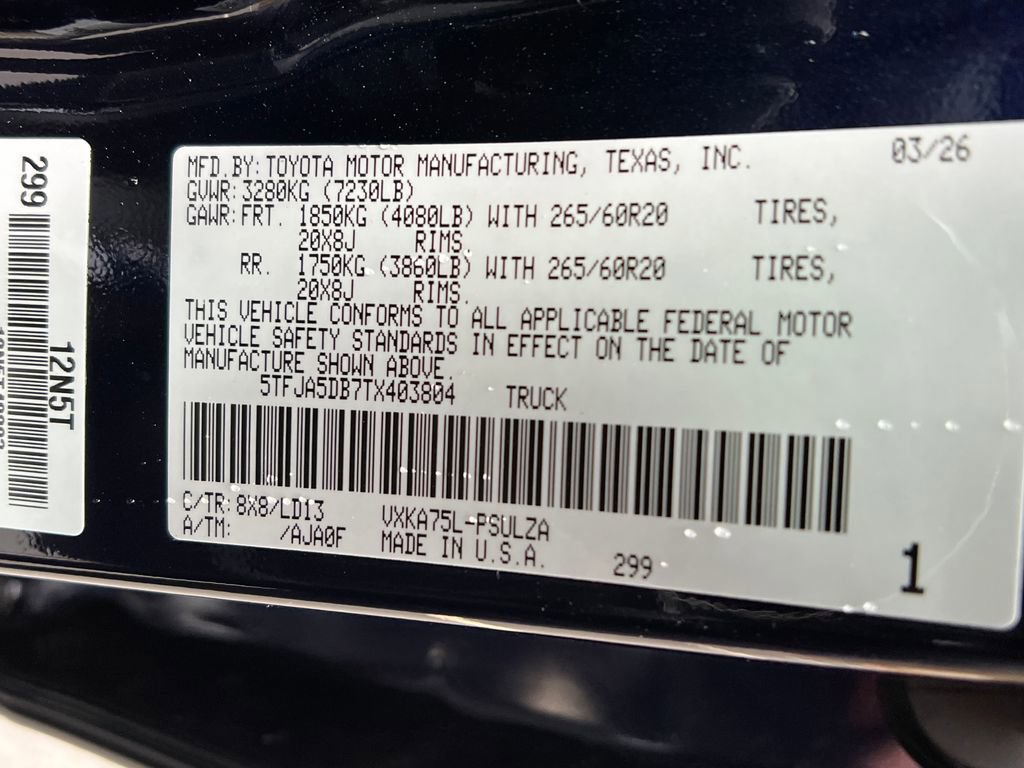 MFD.BY:TOYOTA MOTOR MANUFACTURING, TEXAS, INC. 03/26
GVWR:3280KG (7230LB)
GAWR:FRT. 1850KG (4080LB) WITH 265/60R20 TIRES,
20X8J RIMS.
RR. 1750KG (3860LB) WITH 265/60R20 TIRES,
20X8J RIMS.
THIS VEHICLE CONFORMS TO ALL APPLICABLE FEDERAL MOTOR
VEHICLE SAFETY STANDARDS IN EFFECT ON THE DATE OF
MANUFACTURE SHOWN ABOVE.
5TFJA5DB7TX403804 TRUCK
C/TR:8X8/LD13 VXKA75L-PSULZA
A/TM: /AJA0F MADE IN U.S.A. 299
1
299
12N5T